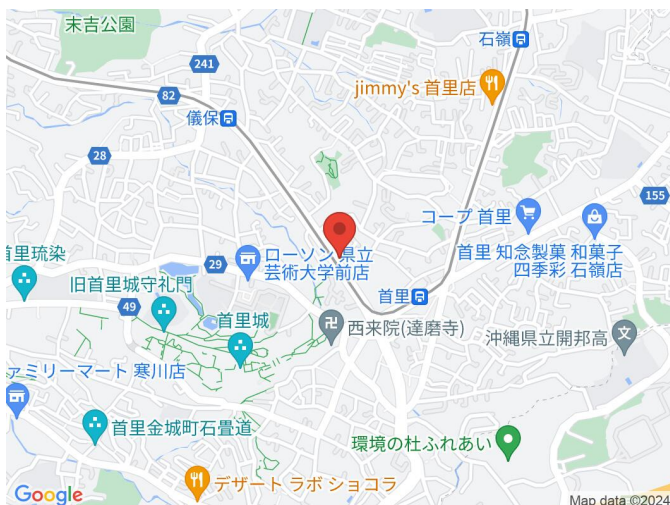 末吉公園
石嶺
241
jimmy's 首里店
82
儀保
28
155
コープ 首里
首里琉染
ローソン 県立
芸術大学前店
首里 知念製菓 和菓子
四季彩 石嶺店
29
旧首里城守礼門
首里
49
首里城
西来院(達磨寺)
沖縄県立開邦高
ァミリーマート 寒川店
首里金城町石畳道
環境の杜ふれあい
デザート ラボ ショコラ
Google
Map data ©2024